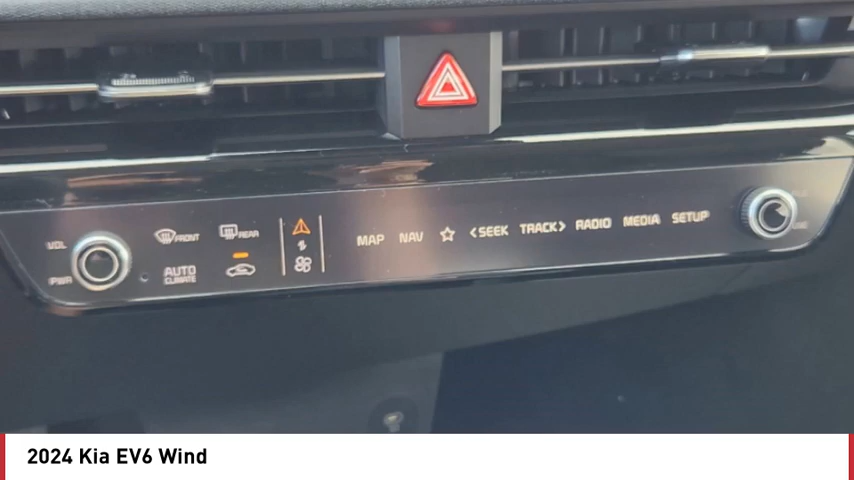 VOL
PWR
FRONT
REAR
AUTO
CLIMATE
MAP
NAV
<SEEK
TRACK>
RADIO
MEDIA
SETUP
2024 Kia EV6 Wind